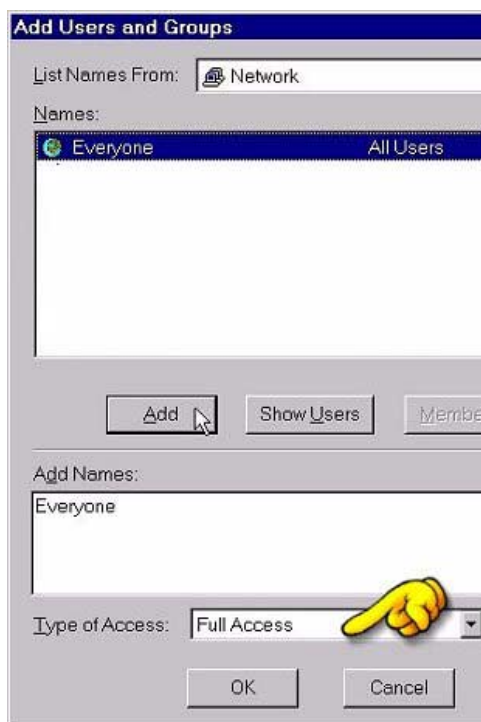 Add Users and Groups
List Names From: Network
Names:
Everyone All Users
Add Show Users
Add Names:
Everyone
Type of Access: Full Access
OK Cancel